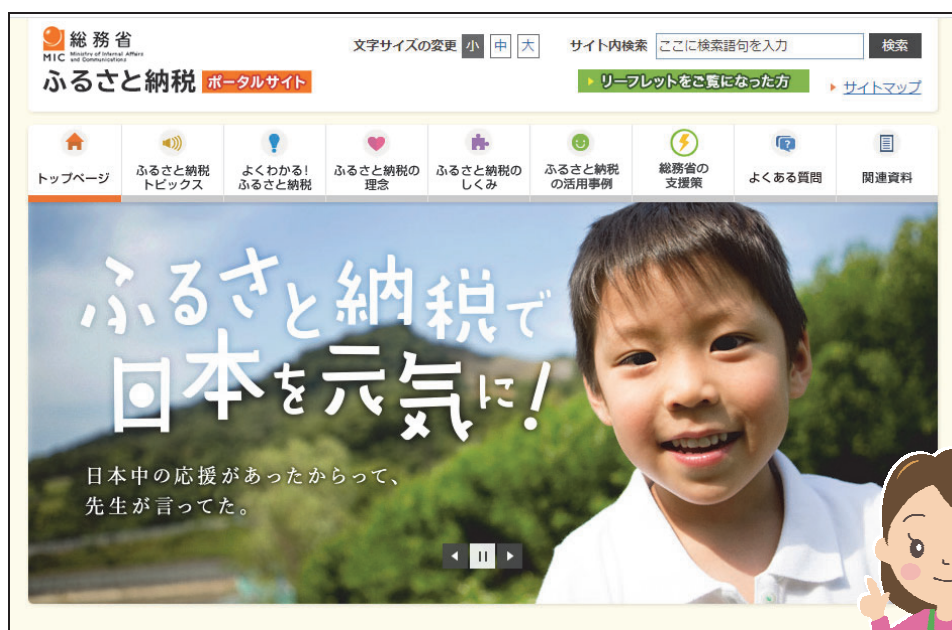 総務省
MIC Ministry of Internal Affairs and Communications
ふるさと納税 ポータルサイト
文字サイズの変更 小 中 大
サイト内検索 ここに検索語句を入力 検索
リーフレットをご覧になった方
サイトマップ
トップページ
ふるさと納税
トピックス
よくわかる!
ふるさと納税
ふるさと納税の
理念
ふるさと納税の
しくみ
ふるさと納税
の活用事例
総務省の
支援策
よくある質問
関連資料
ふるさと納税で
日本を元気に!
日本中の応援があったからって、
先生が言ってた。